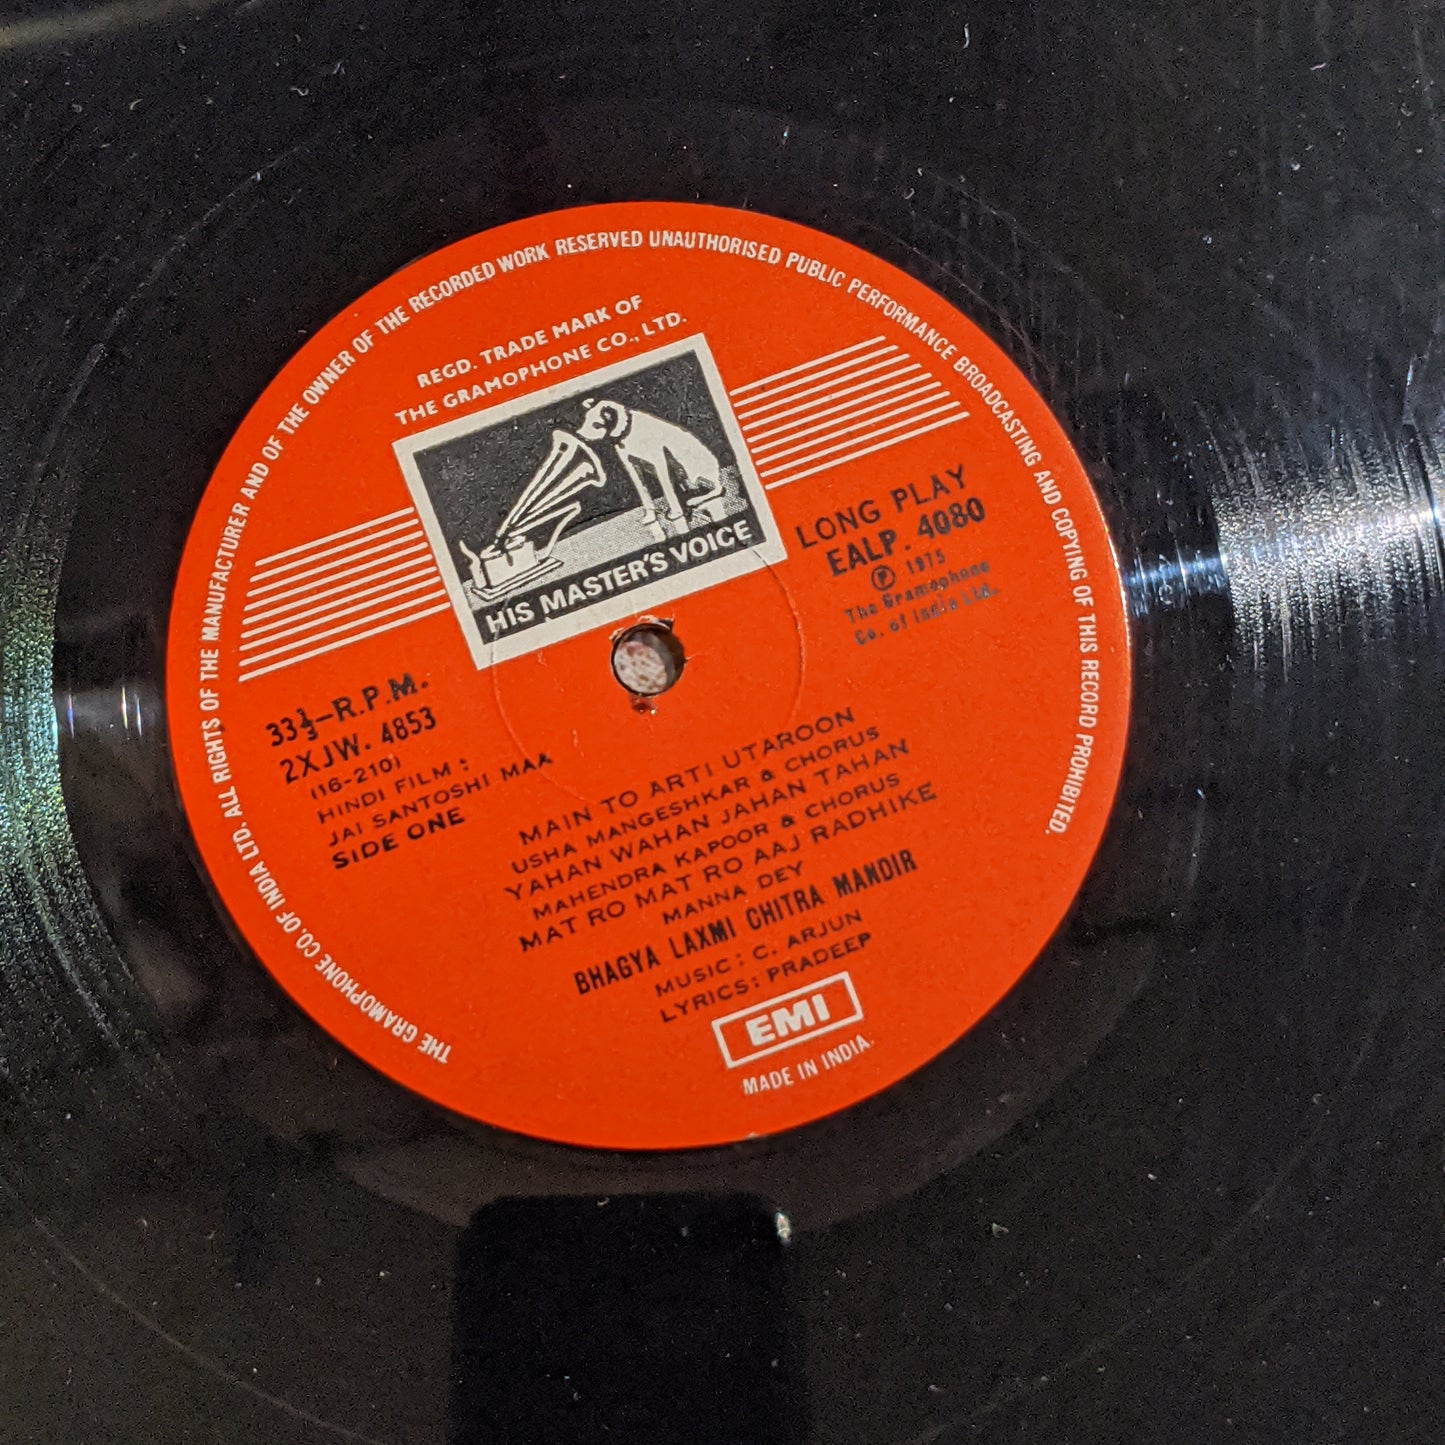 THE GRAMOPHONE CO. OF INDIA LTD. ALL RIGHTS OF THE MANUFACTURER AND OF THE OWNER OF THE RECORDED WORK RESERVED UNAUTHORISED PUBLIC PERFORMANCE BROADCASTING AND COPYING OF THIS RECORD PROHIBITED.
REGD. TRADE MARK OF
THE GRAMOPHONE CO., LTD.
HIS MASTER'S VOICE
LONG PLAY
EALP. 4080
Ⓟ 1975
The Gramophone
Co. of India Ltd.
33⅓-R.P.M.
2XJW. 4853
(16-210)
HINDI FILM :
JAI SANTOSHI MAA
SIDE ONE
MAIN TO ARTI UTAROON
USHA MANGESHKAR & CHORUS
YAHAN WAHAN JAHAN TAHAN
MAHENDRA KAPOOR & CHORUS
MAT RO MAT RO AAJ RADHIKE
MANNA DEY
BHAGYA LAXMI CHITRA MANDIR
MUSIC: C. ARJUN
LYRICS: PRADEEP
EMI
MADE IN INDIA.